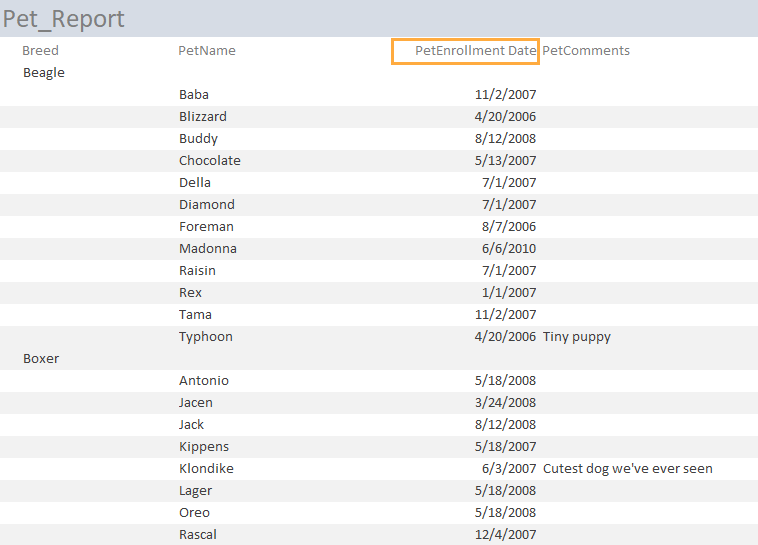 Pet_Report
Breed PetName PetEnrollment Date PetComments
Beagle
Baba 11/2/2007
Blizzard 4/20/2006
Buddy 8/12/2008
Chocolate 5/13/2007
Della 7/1/2007
Diamond 7/1/2007
Foreman 8/7/2006
Madonna 6/6/2010
Raisin 7/1/2007
Rex 1/1/2007
Tama 11/2/2007
Typhoon 4/20/2006 Tiny puppy
Boxer
Antonio 5/18/2008
Jacen 3/24/2008
Jack 8/12/2008
Kippens 5/18/2007
Klondike 6/3/2007 Cutest dog we've ever seen
Lager 5/18/2008
Oreo 5/18/2008
Rascal 12/4/2007